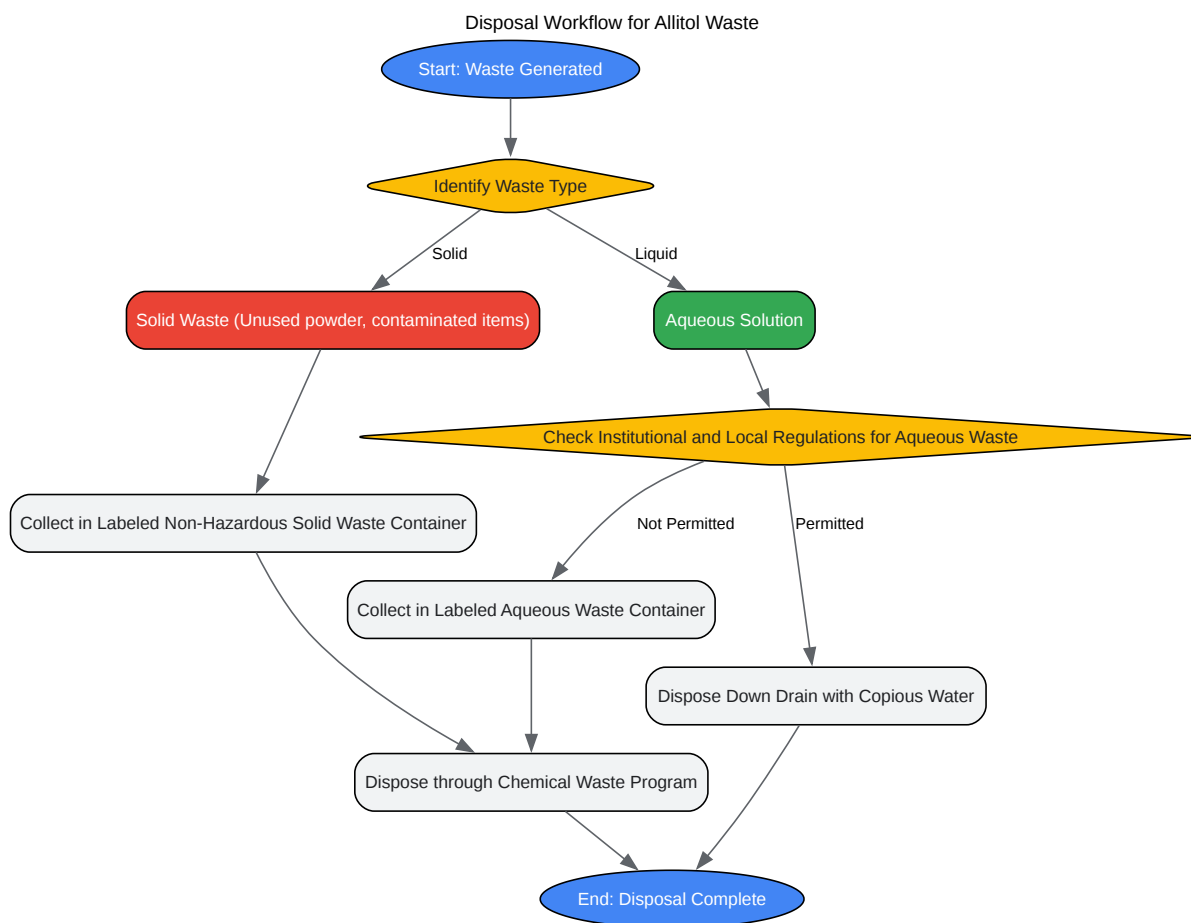 Disposal Workflow for Allitol Waste
Start: Waste Generated
Identify Waste Type
Solid
Liquid
Solid Waste (Unused powder, contaminated items)
Aqueous Solution
Check Institutional and Local Regulations for Aqueous Waste
Collect in Labeled Non-Hazardous Solid Waste Container
Not Permitted
Permitted
Collect in Labeled Aqueous Waste Container
Dispose Down Drain with Copious Water
Dispose through Chemical Waste Program
End: Disposal Complete